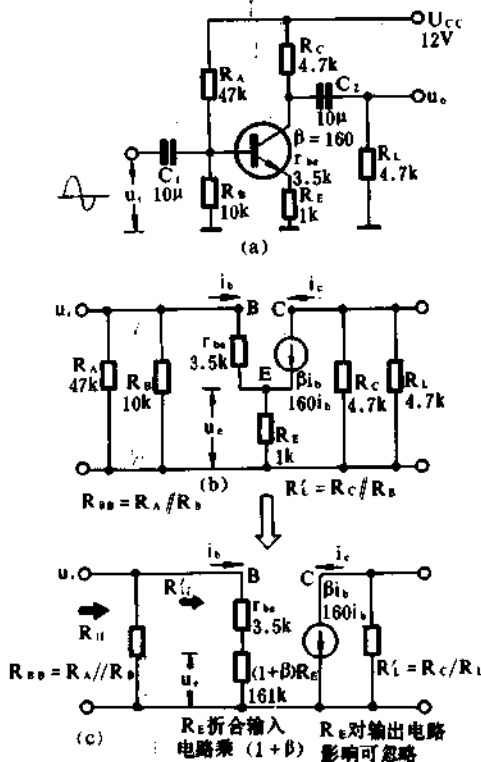 U_CC
12V
R_C
4.7k
R_A
47k
C_2
10μ
u_o
β=160
r_be
3.5k
R_L
4.7k
C_1
10μ
u_i
R_B
10k
R_E
1k
(a)
i_b
i_c
u_i
B
C
r_be
3.5k
R_A
47k
R_B
10k
E
βi_b
160i_b
R_C
4.7k
R_L
4.7k
u_e
R_E
1k
(b)
R_BB=R_A//R_B
R'_L=R_C//R_B
i_b
i_c
u_i
B
C
R'_if
βi_b
160i_b
r_be
3.5k
R_if
R_BB=R_A//R_B
(1+β)R_E
161k
R'_L=R_C/R_L
u_e
(c)
R_E折合输入
电路乘 (1+β)
R_E对输出电路
影响可忽略